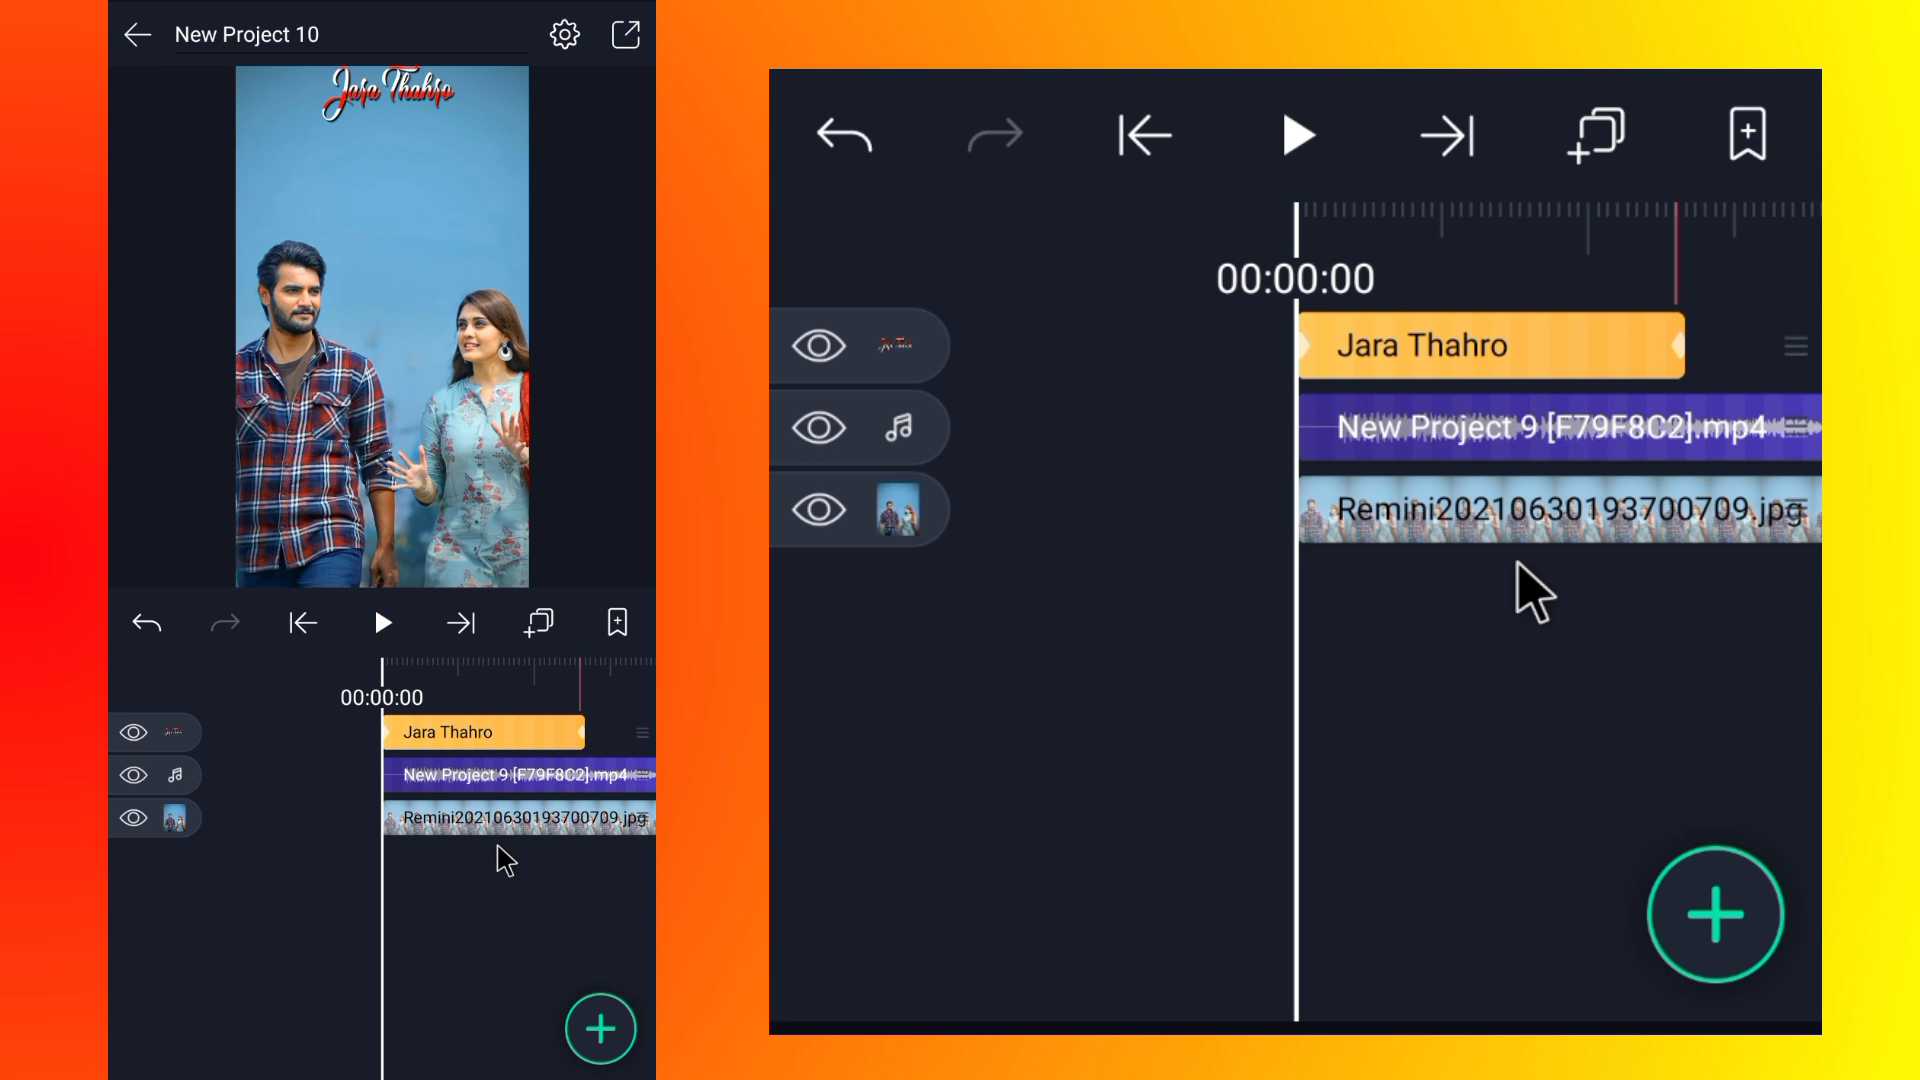 New Project 10
Jara Thahro
00:00:00
Jara Thahro
New Project 9 [F79F8C2].mp4
Remini20210630193700709.jpg
00:00:00
Jara Thahro
New Project 9 [F79F8C2].mp4
Remini20210630193700709.jpg